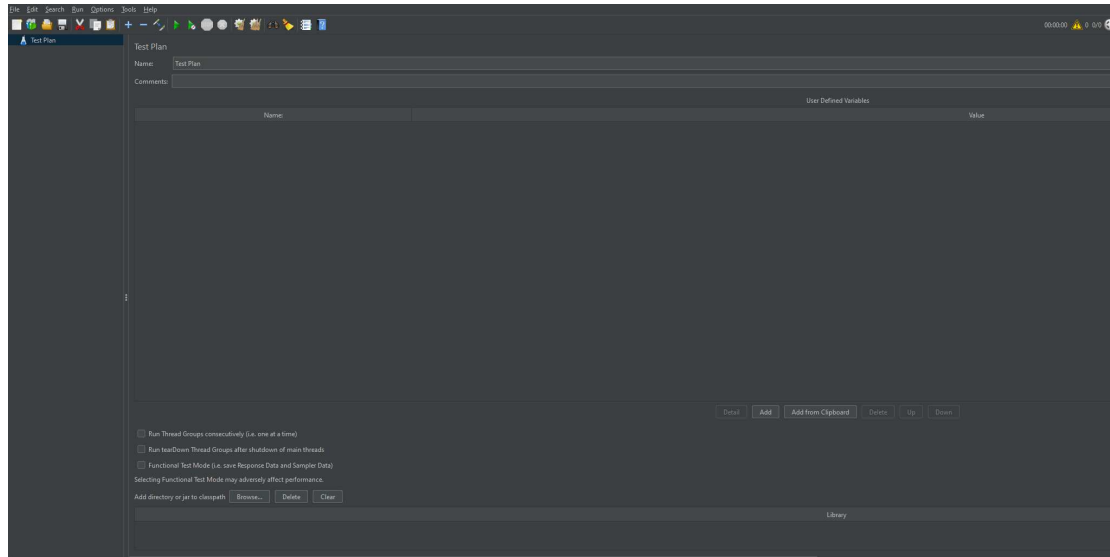 File Edit Search Run Options Tools Help
00:00:00 0 0/0
Test Plan
Test Plan
Name: Test Plan
Comments:
User Defined Variables
Name: Value
Detail Add Add from Clipboard Delete Up Down
Run Thread Groups consecutively (i.e. one at a time)
Run tearDown Thread Groups after shutdown of main threads
Functional Test Mode (i.e. save Response Data and Sampler Data)
Selecting Functional Test Mode may adversely affect performance.
Add directory or jar to classpath Browse... Delete Clear
Library